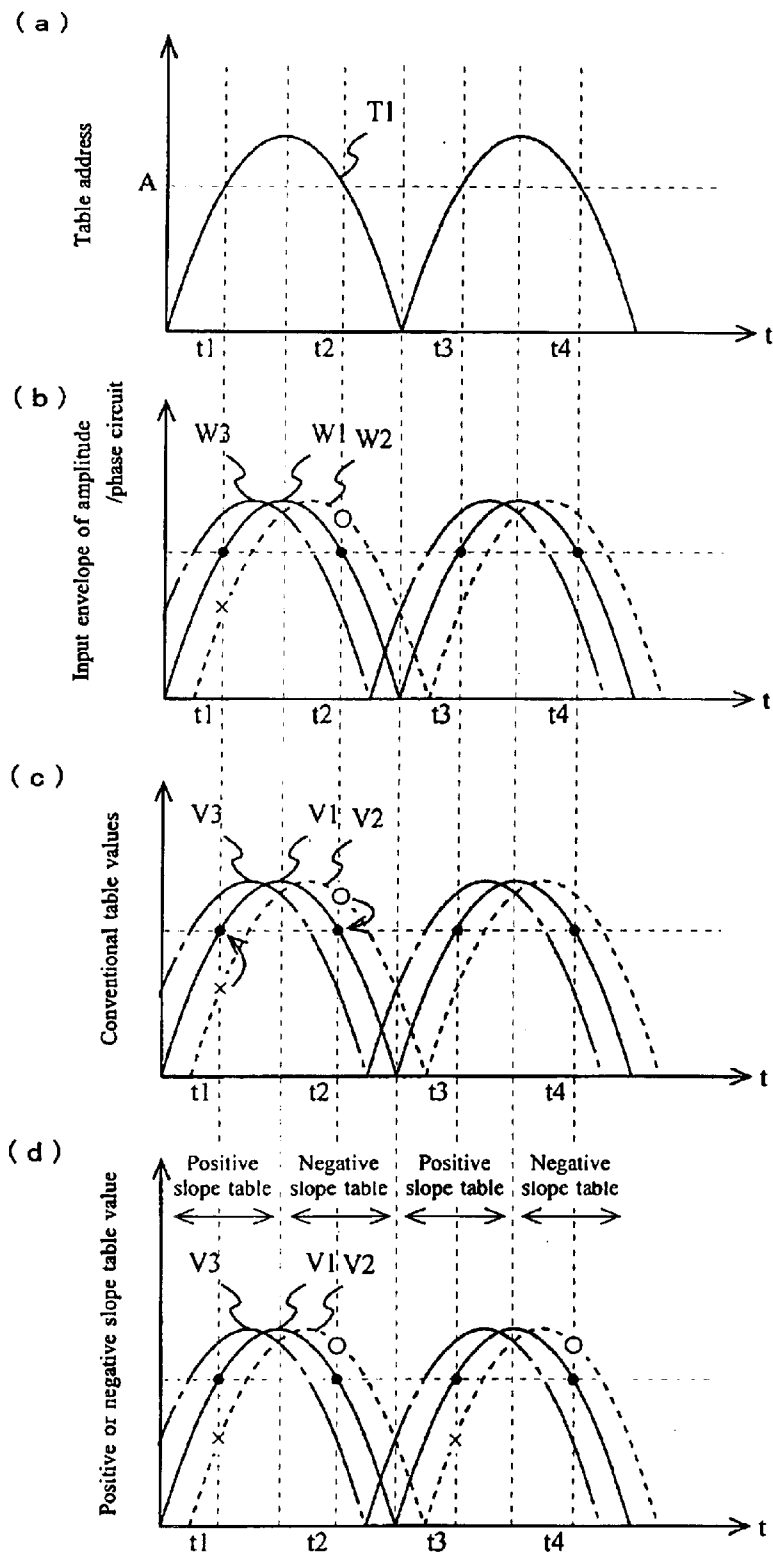 (a)
Table address
A
T1
t1 t2 t3 t4 t
(b)
Input envelope of amplitude
/phase circuit
W3 W1 W2
t1 t2 t3 t4 t
(c)
Conventional table values
V3 V1 V2
t1 t2 t3 t4 t
(d)
Positive or negative slope table value
Positive
slope table
Negative
slope table
Positive
slope table
Negative
slope table
V3 V1 V2
t1 t2 t3 t4 t